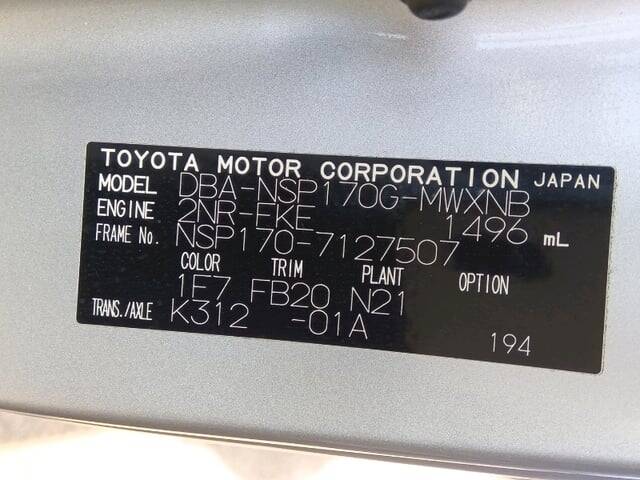 TOYOTA MOTOR CORPORATION JAPAN
MODEL DBA-NSP170G-MWXNB
ENGINE 2NR-FKE 1496 mL
FRAME No. NSP170-7127507
COLOR TRIM PLANT OPTION
1F7 FB20 N21
TRANS./AXLE K312 -01A
194